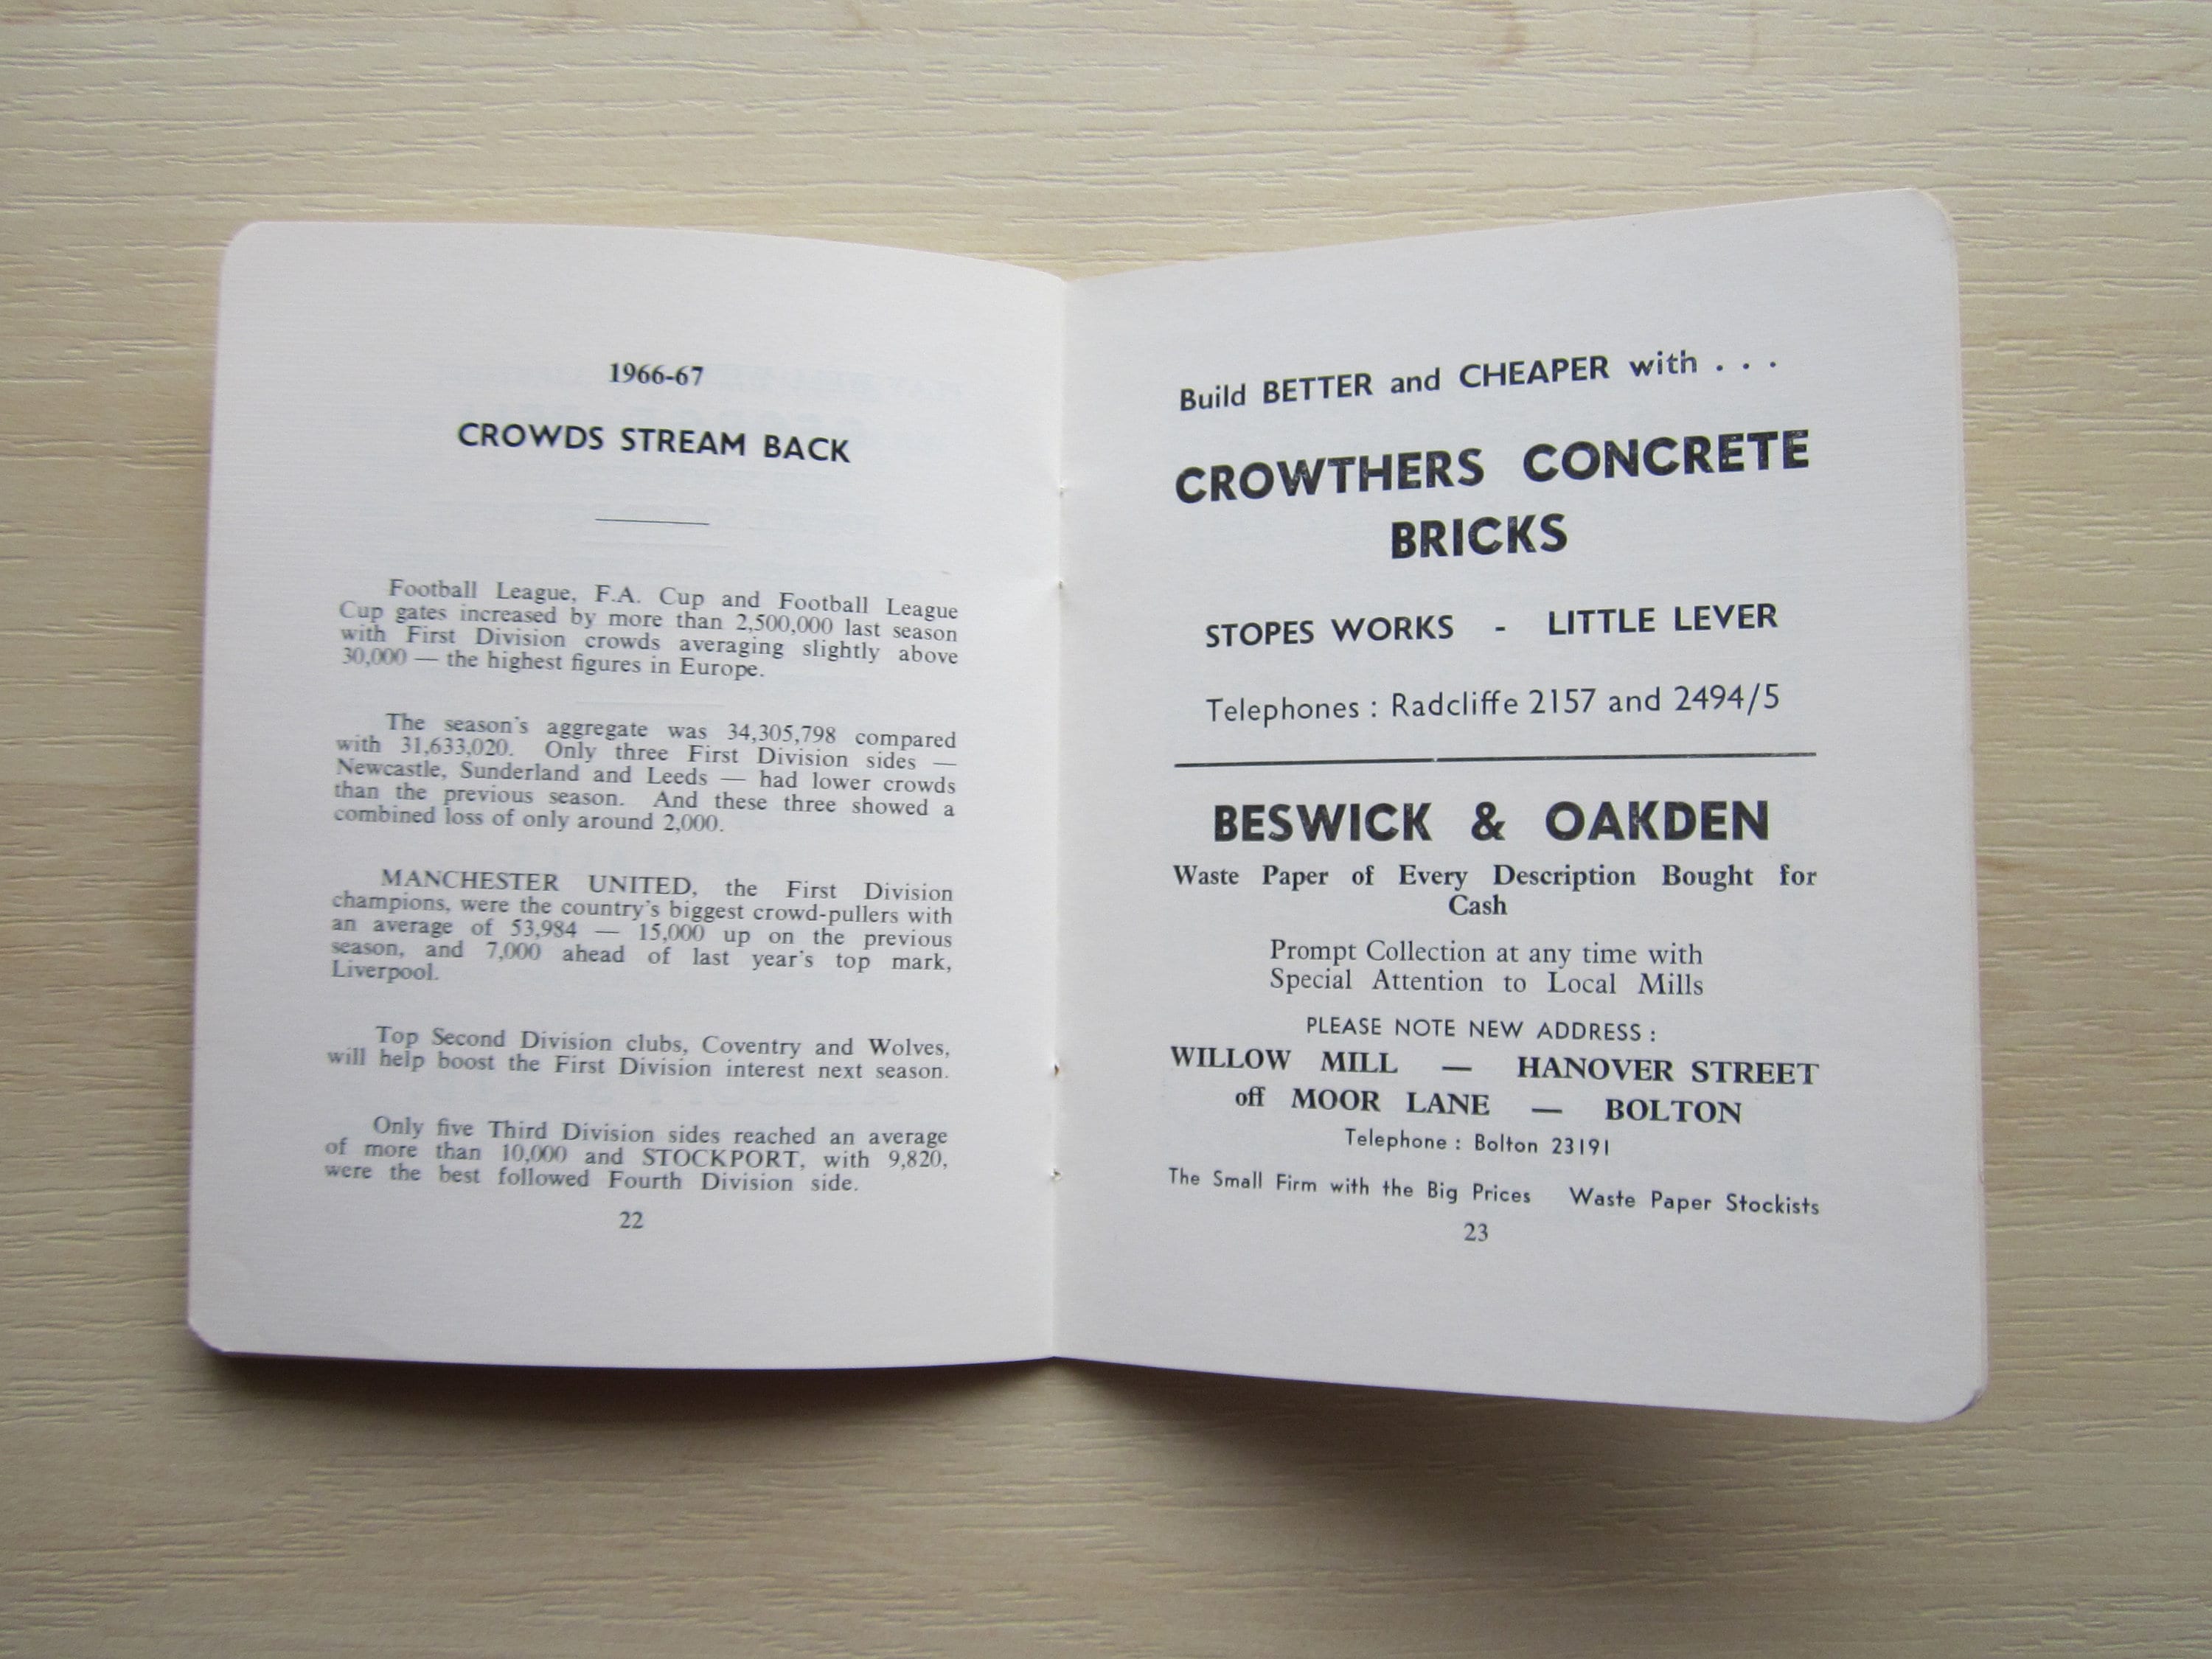 1966-67
CROWDS STREAM BACK
Football League, F.A. Cup and Football League
Cup gates increased by more than 2,500,000 last season
with First Division crowds averaging slightly above
30,000 — the highest figures in Europe.
The season's aggregate was 34,305,798 compared
with 31,633,020. Only three First Division sides —
Newcastle, Sunderland and Leeds — had lower crowds
than the previous season. And these three showed a
combined loss of only around 2,000.
MANCHESTER UNITED, the First Division
champions, were the country's biggest crowd-pullers with
an average of 53,984 — 15,000 up on the previous
season, and 7,000 ahead of last year's top mark,
Liverpool.
Top Second Division clubs, Coventry and Wolves,
will help boost the First Division interest next season.
Only five Third Division sides reached an average
of more than 10,000 and STOCKPORT, with 9,820,
were the best followed Fourth Division side.
22
Build BETTER and CHEAPER with . . .
CROWTHERS CONCRETE
BRICKS
STOPES WORKS - LITTLE LEVER
Telephones : Radcliffe 2157 and 2494/5
BESWICK & OAKDEN
Waste Paper of Every Description Bought for
Cash
Prompt Collection at any time with
Special Attention to Local Mills
PLEASE NOTE NEW ADDRESS :
WILLOW MILL — HANOVER STREET
off MOOR LANE — BOLTON
Telephone : Bolton 23191
The Small Firm with the Big Prices Waste Paper Stockists
23